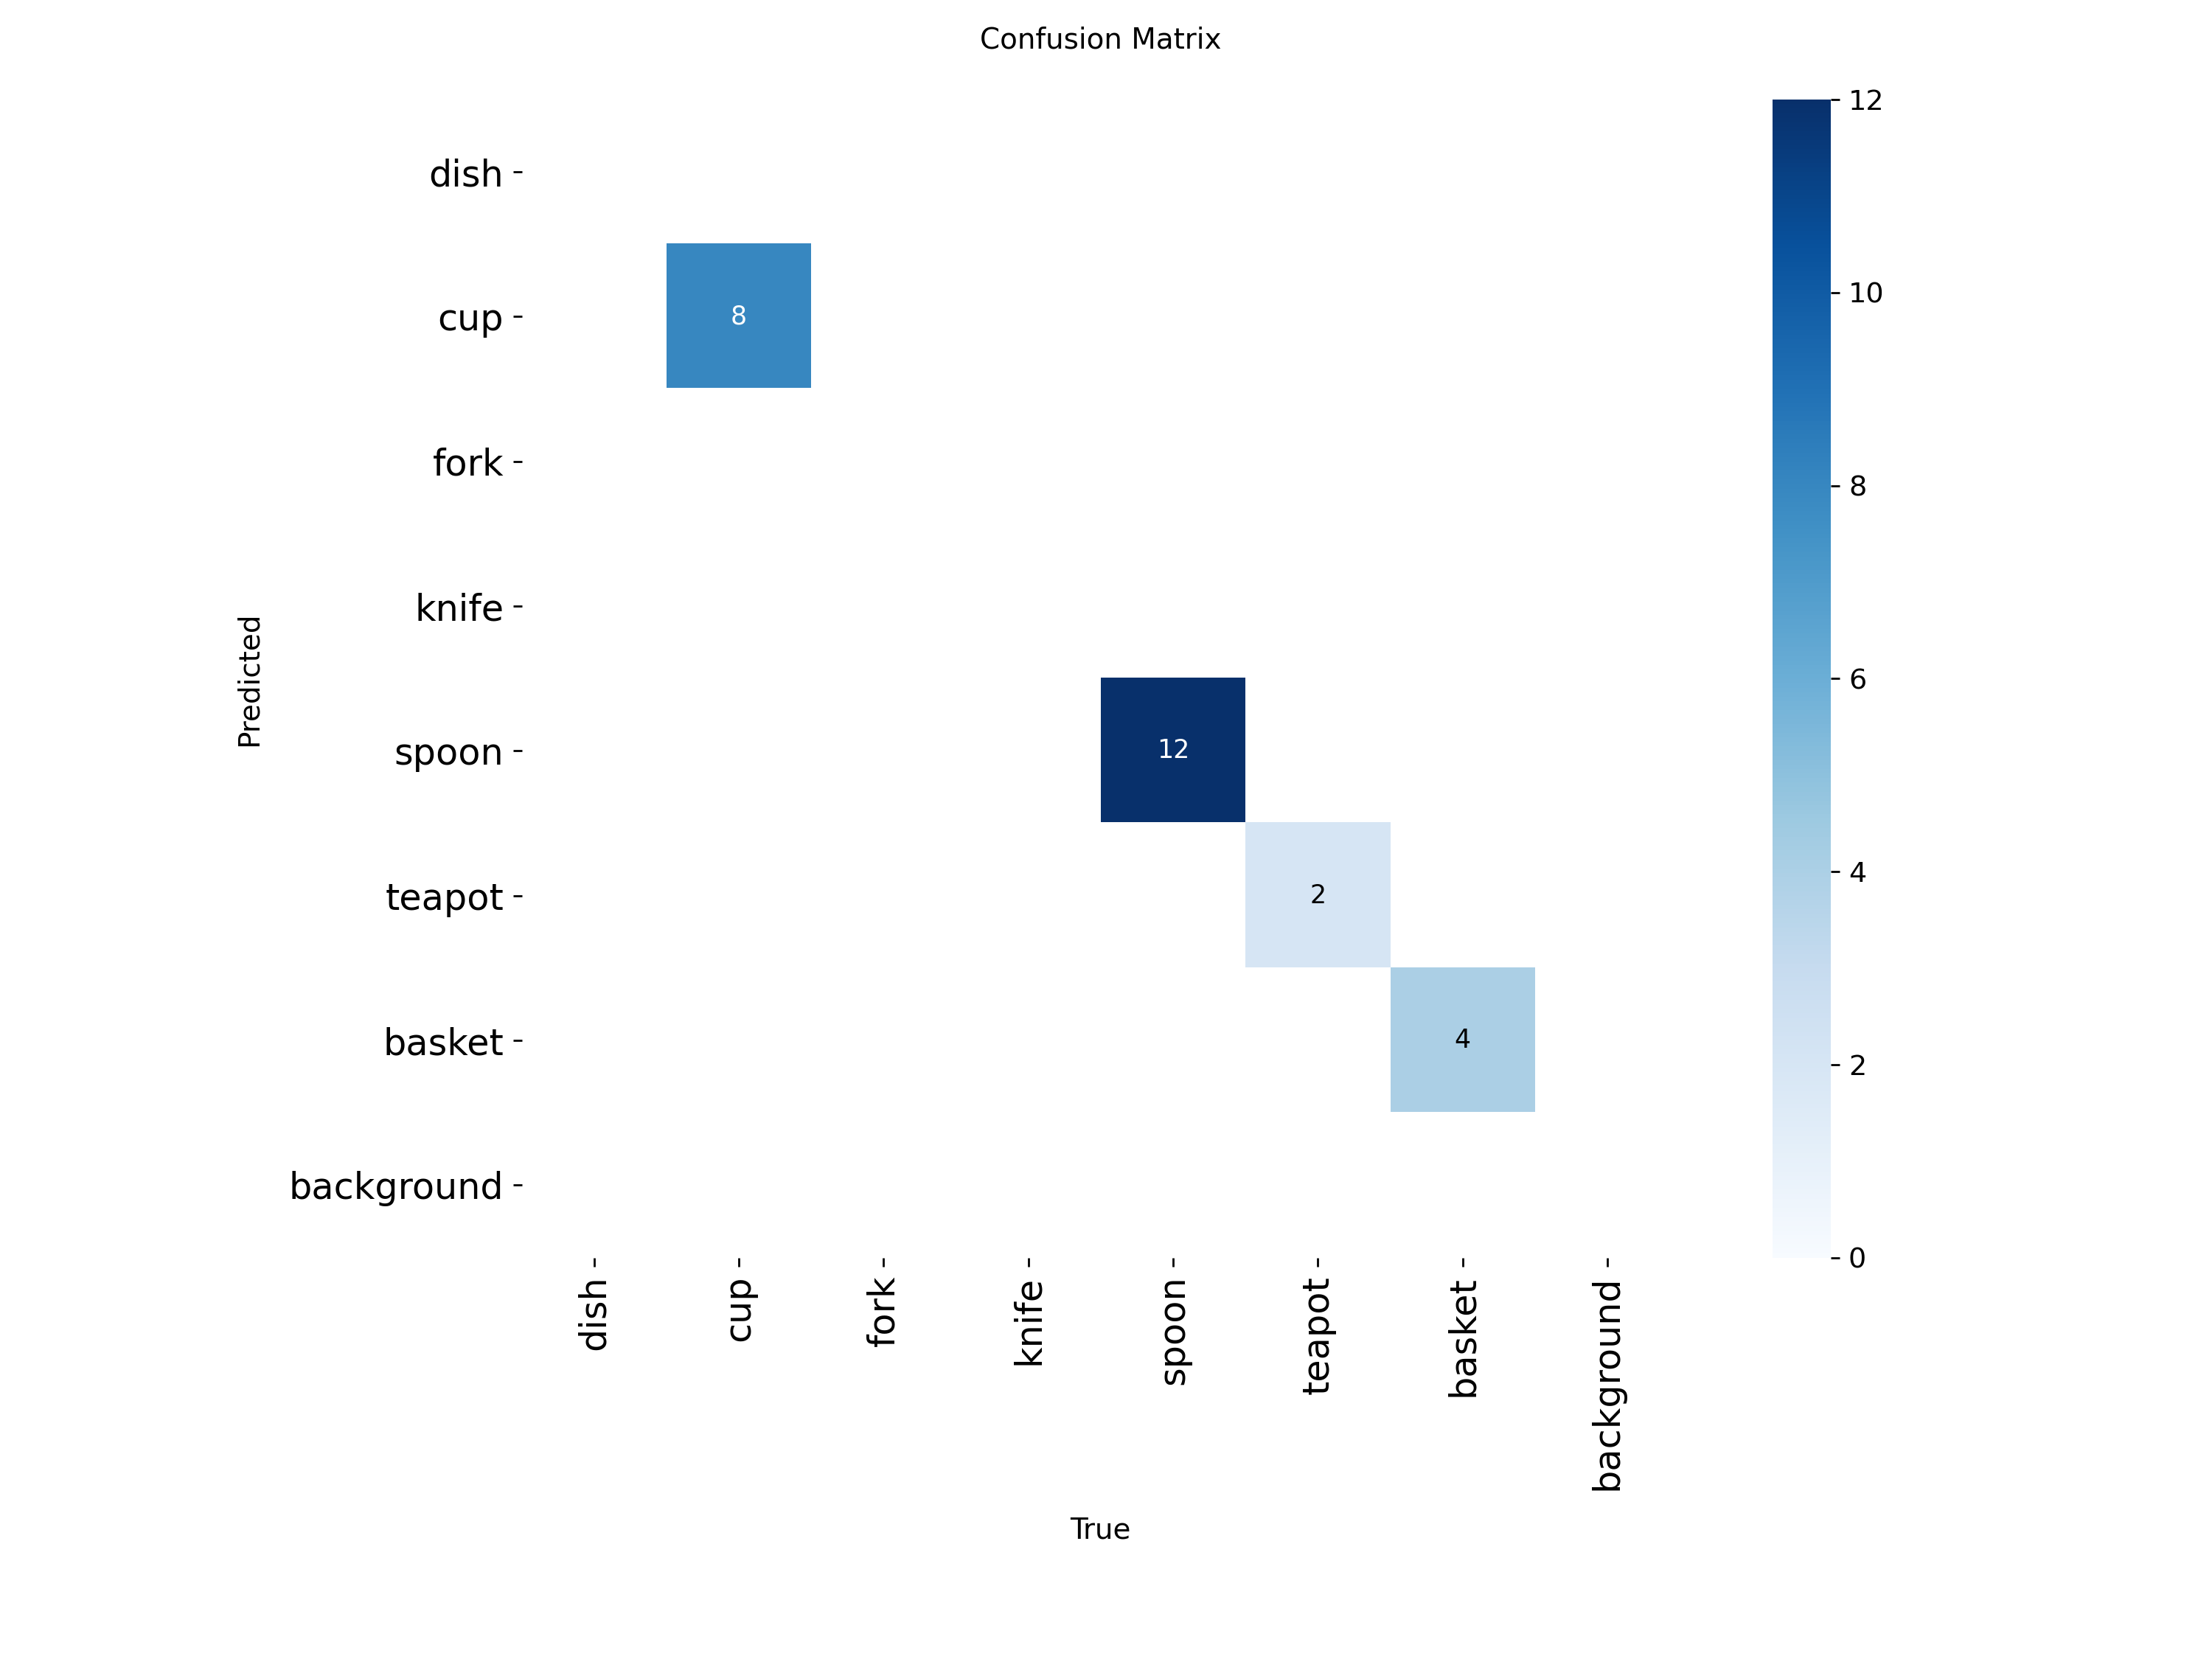 Confusion Matrix
dish
cup
fork
knife
spoon
teapot
basket
background
Predicted
8
12
2
4
dish
cup
fork
knife
spoon
teapot
basket
background
True
12
10
8
6
4
2
0